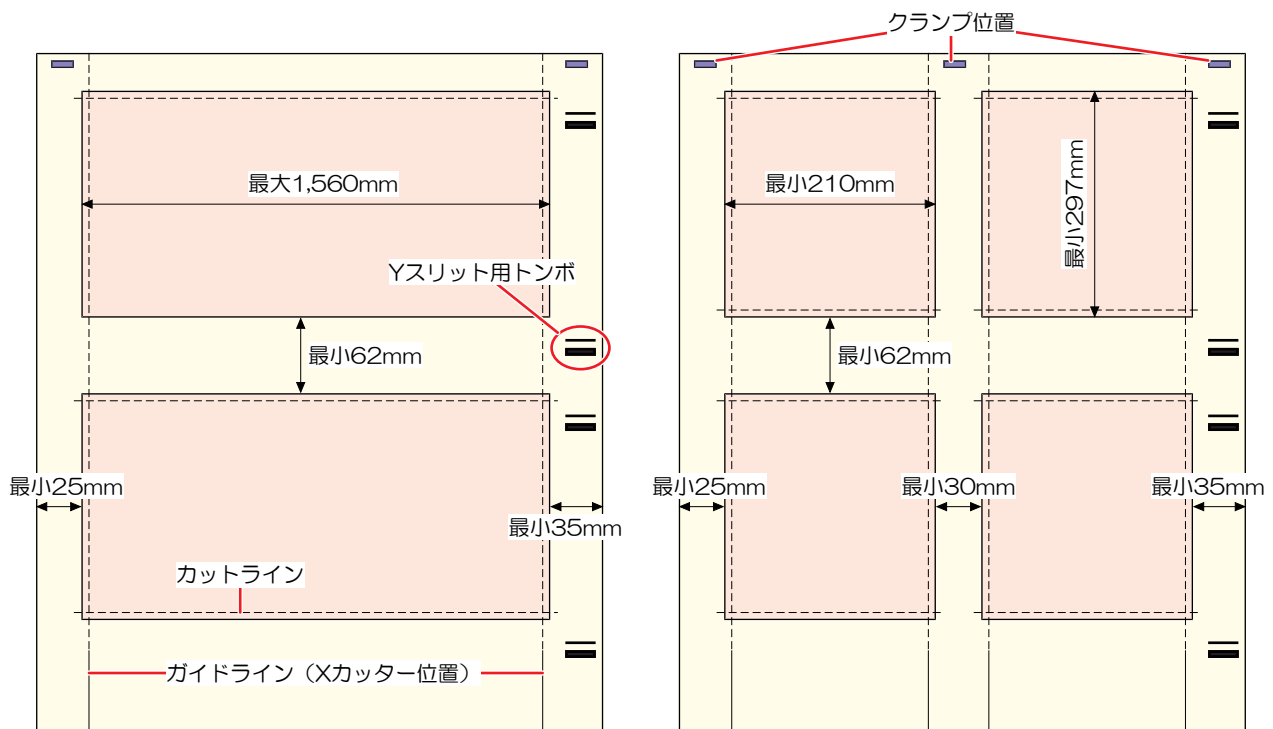 クランプ位置
最大1,560mm
最小210mm
最小297mm
Yスリット用トンボ
最小62mm
最小62mm
最小25mm
最小35mm
最小25mm
最小30mm
最小35mm
カットライン
ガイドライン（Xカッター位置）